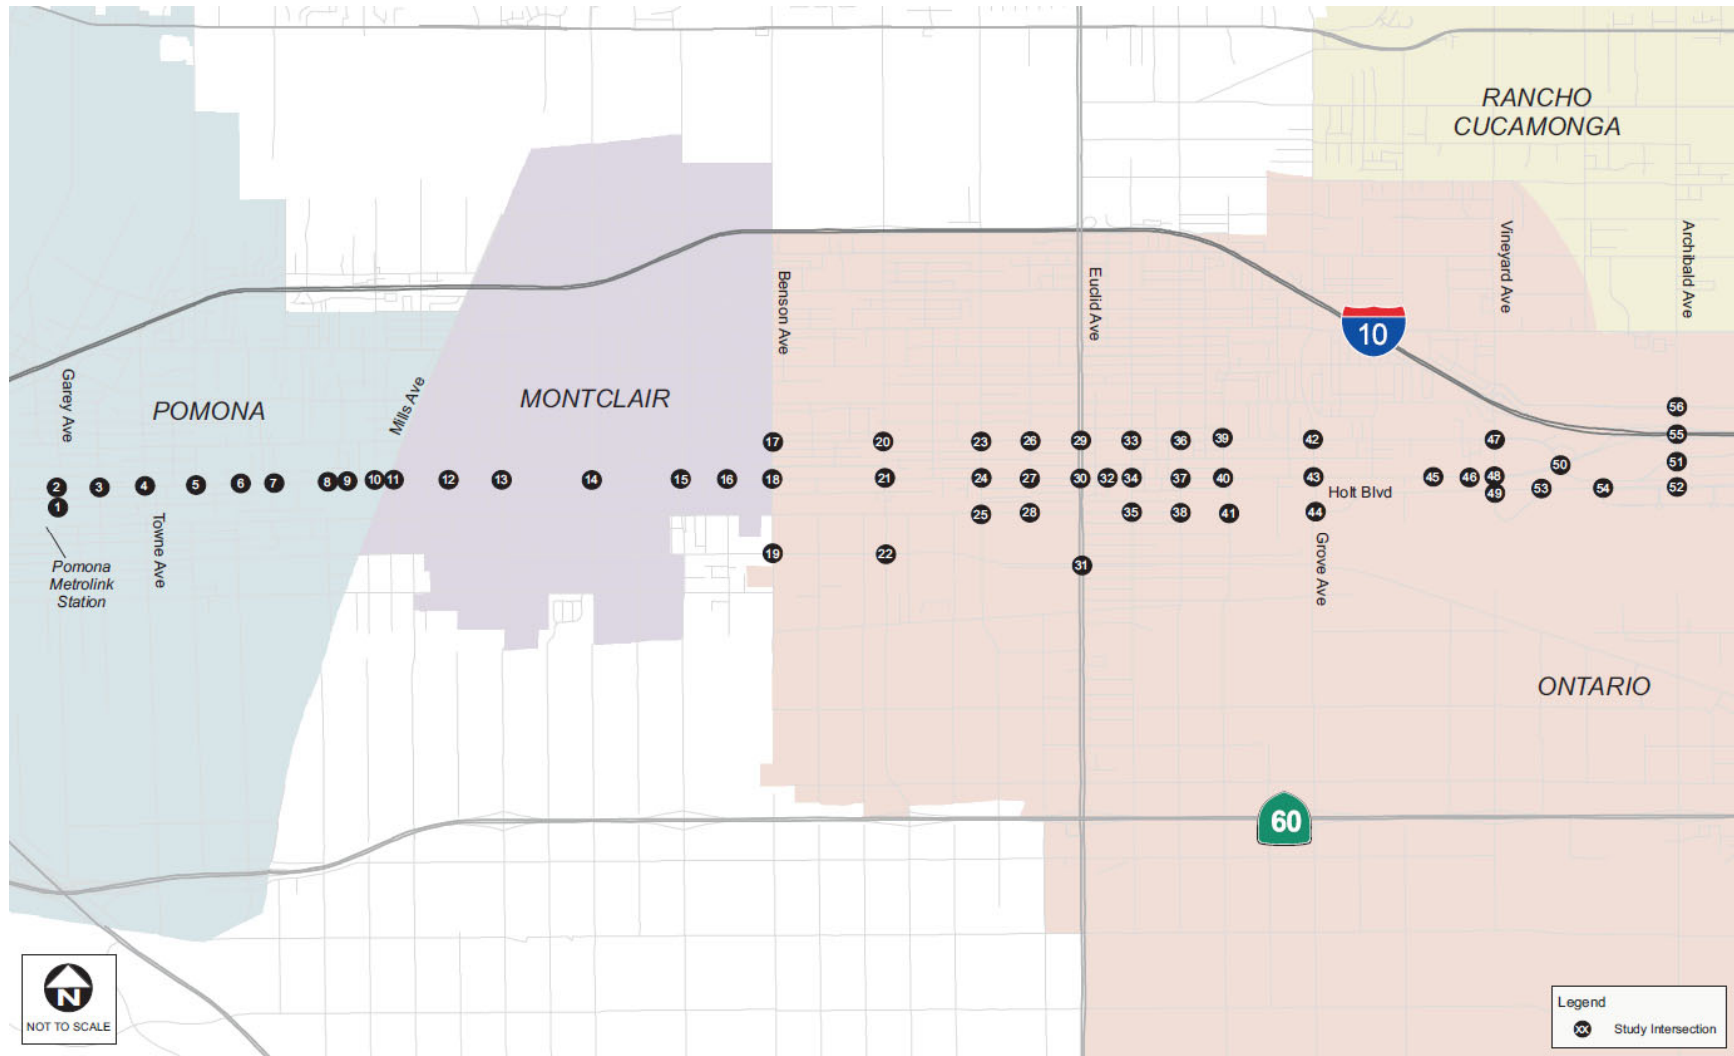 RANCHO
CUCAMONGA
Vineyard Ave
Archibald Ave
Benson Ave
Euclid Ave
10
Garey Ave
POMONA
Mills Ave
MONTCLAIR
56
55
17
20
23
26
29
33
36
39
42
47
50
51
2
3
4
5
6
7
8
9
10
11
12
13
14
15
16
18
21
24
27
30
32
34
37
40
43
45
46
48
49
53
54
52
Holt Blvd
1
25
28
35
38
41
44
Towne Ave
Grove Ave
19
22
31
Pomona
Metrolink
Station
ONTARIO
60
N
NOT TO SCALE
Legend
XX
Study Intersection